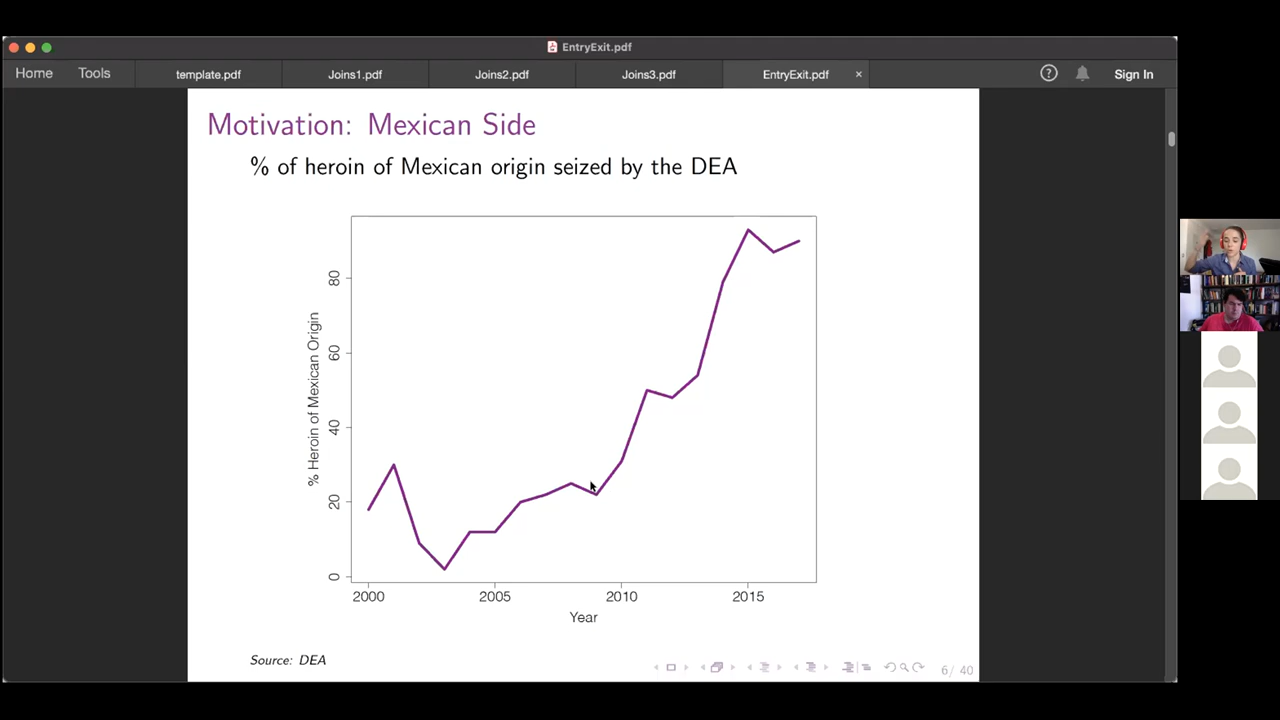 EntryExit.pdf
Home Tools template.pdf Joins1.pdf Joins2.pdf Joins3.pdf EntryExit.pdf × ? Sign In
Motivation: Mexican Side
% of heroin of Mexican origin seized by the DEA
% Heroin of Mexican Origin
80
60
40
20
0
2000 2005 2010 2015
Year
Source: DEA
6/ 40